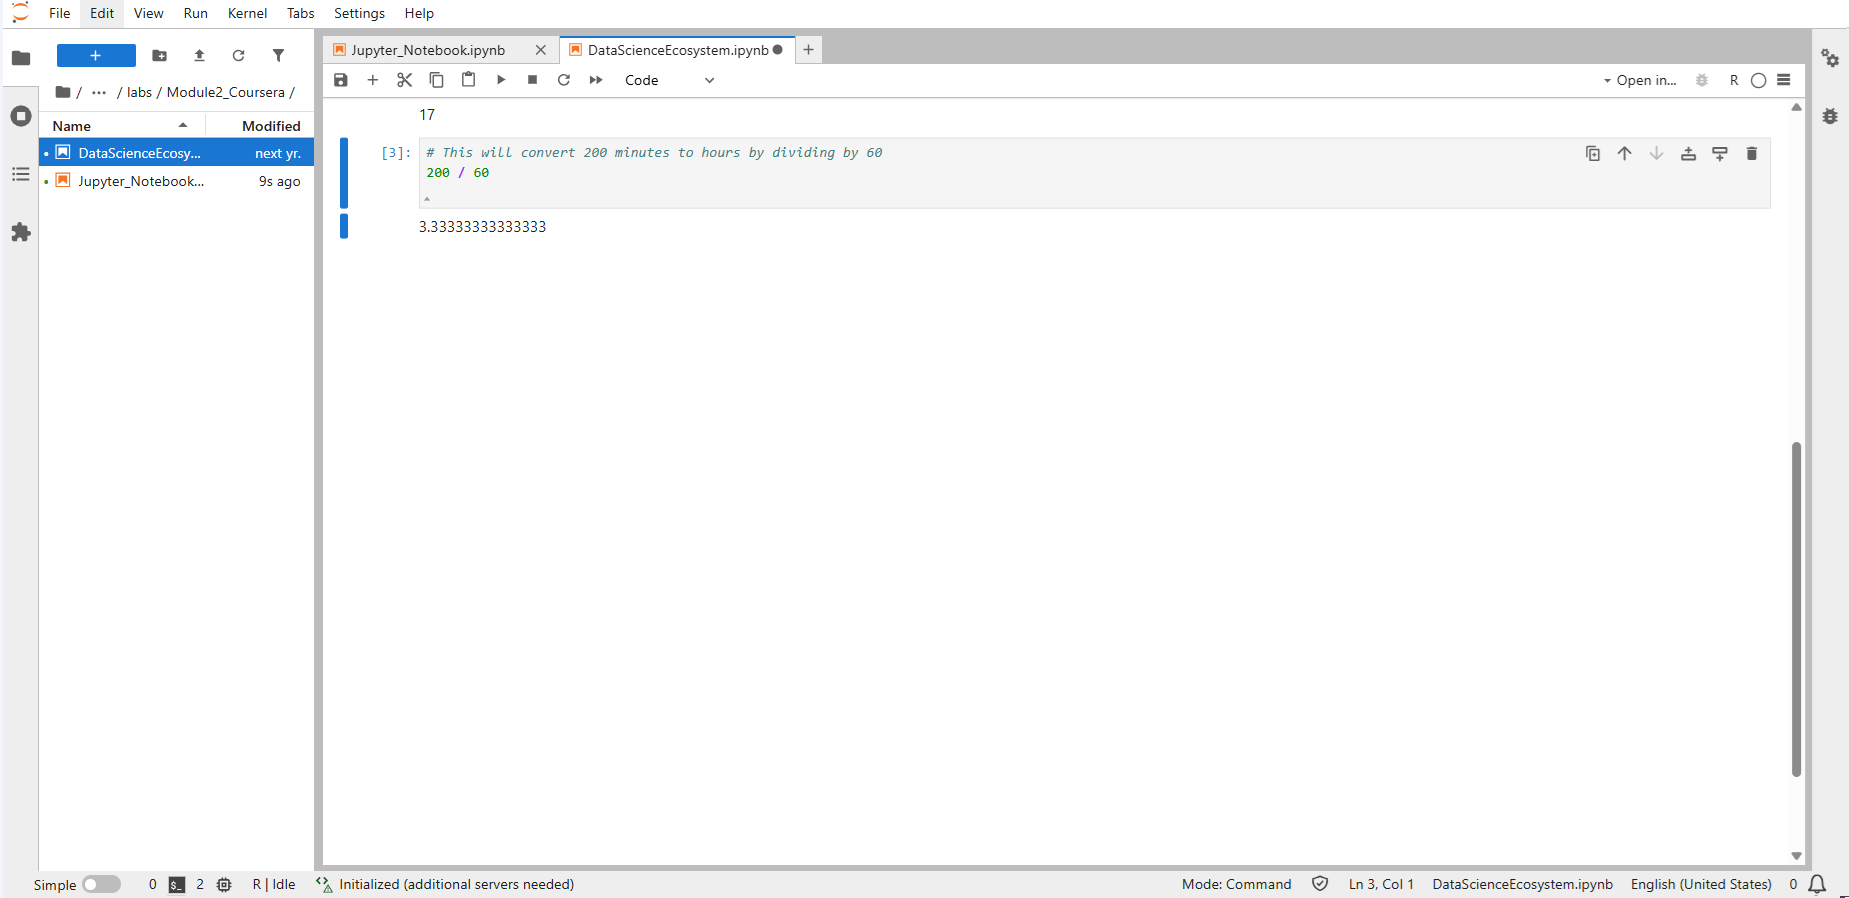 File Edit View Run Kernel Tabs Settings Help
+
/ ··· / labs / Module2_Coursera /
Name Modified
DataScienceEcosy... next yr.
Jupyter_Notebook... 9s ago
Jupyter_Notebook.ipynb
DataScienceEcosystem.ipynb
Code
Open in...
R
17
[3]: # This will convert 200 minutes to hours by dividing by 60
200 / 60
3.33333333333333
Simple 0 $_ 2 R | Idle Initialized (additional servers needed) Mode: Command Ln 3, Col 1 DataScienceEcosystem.ipynb English (United States) 0